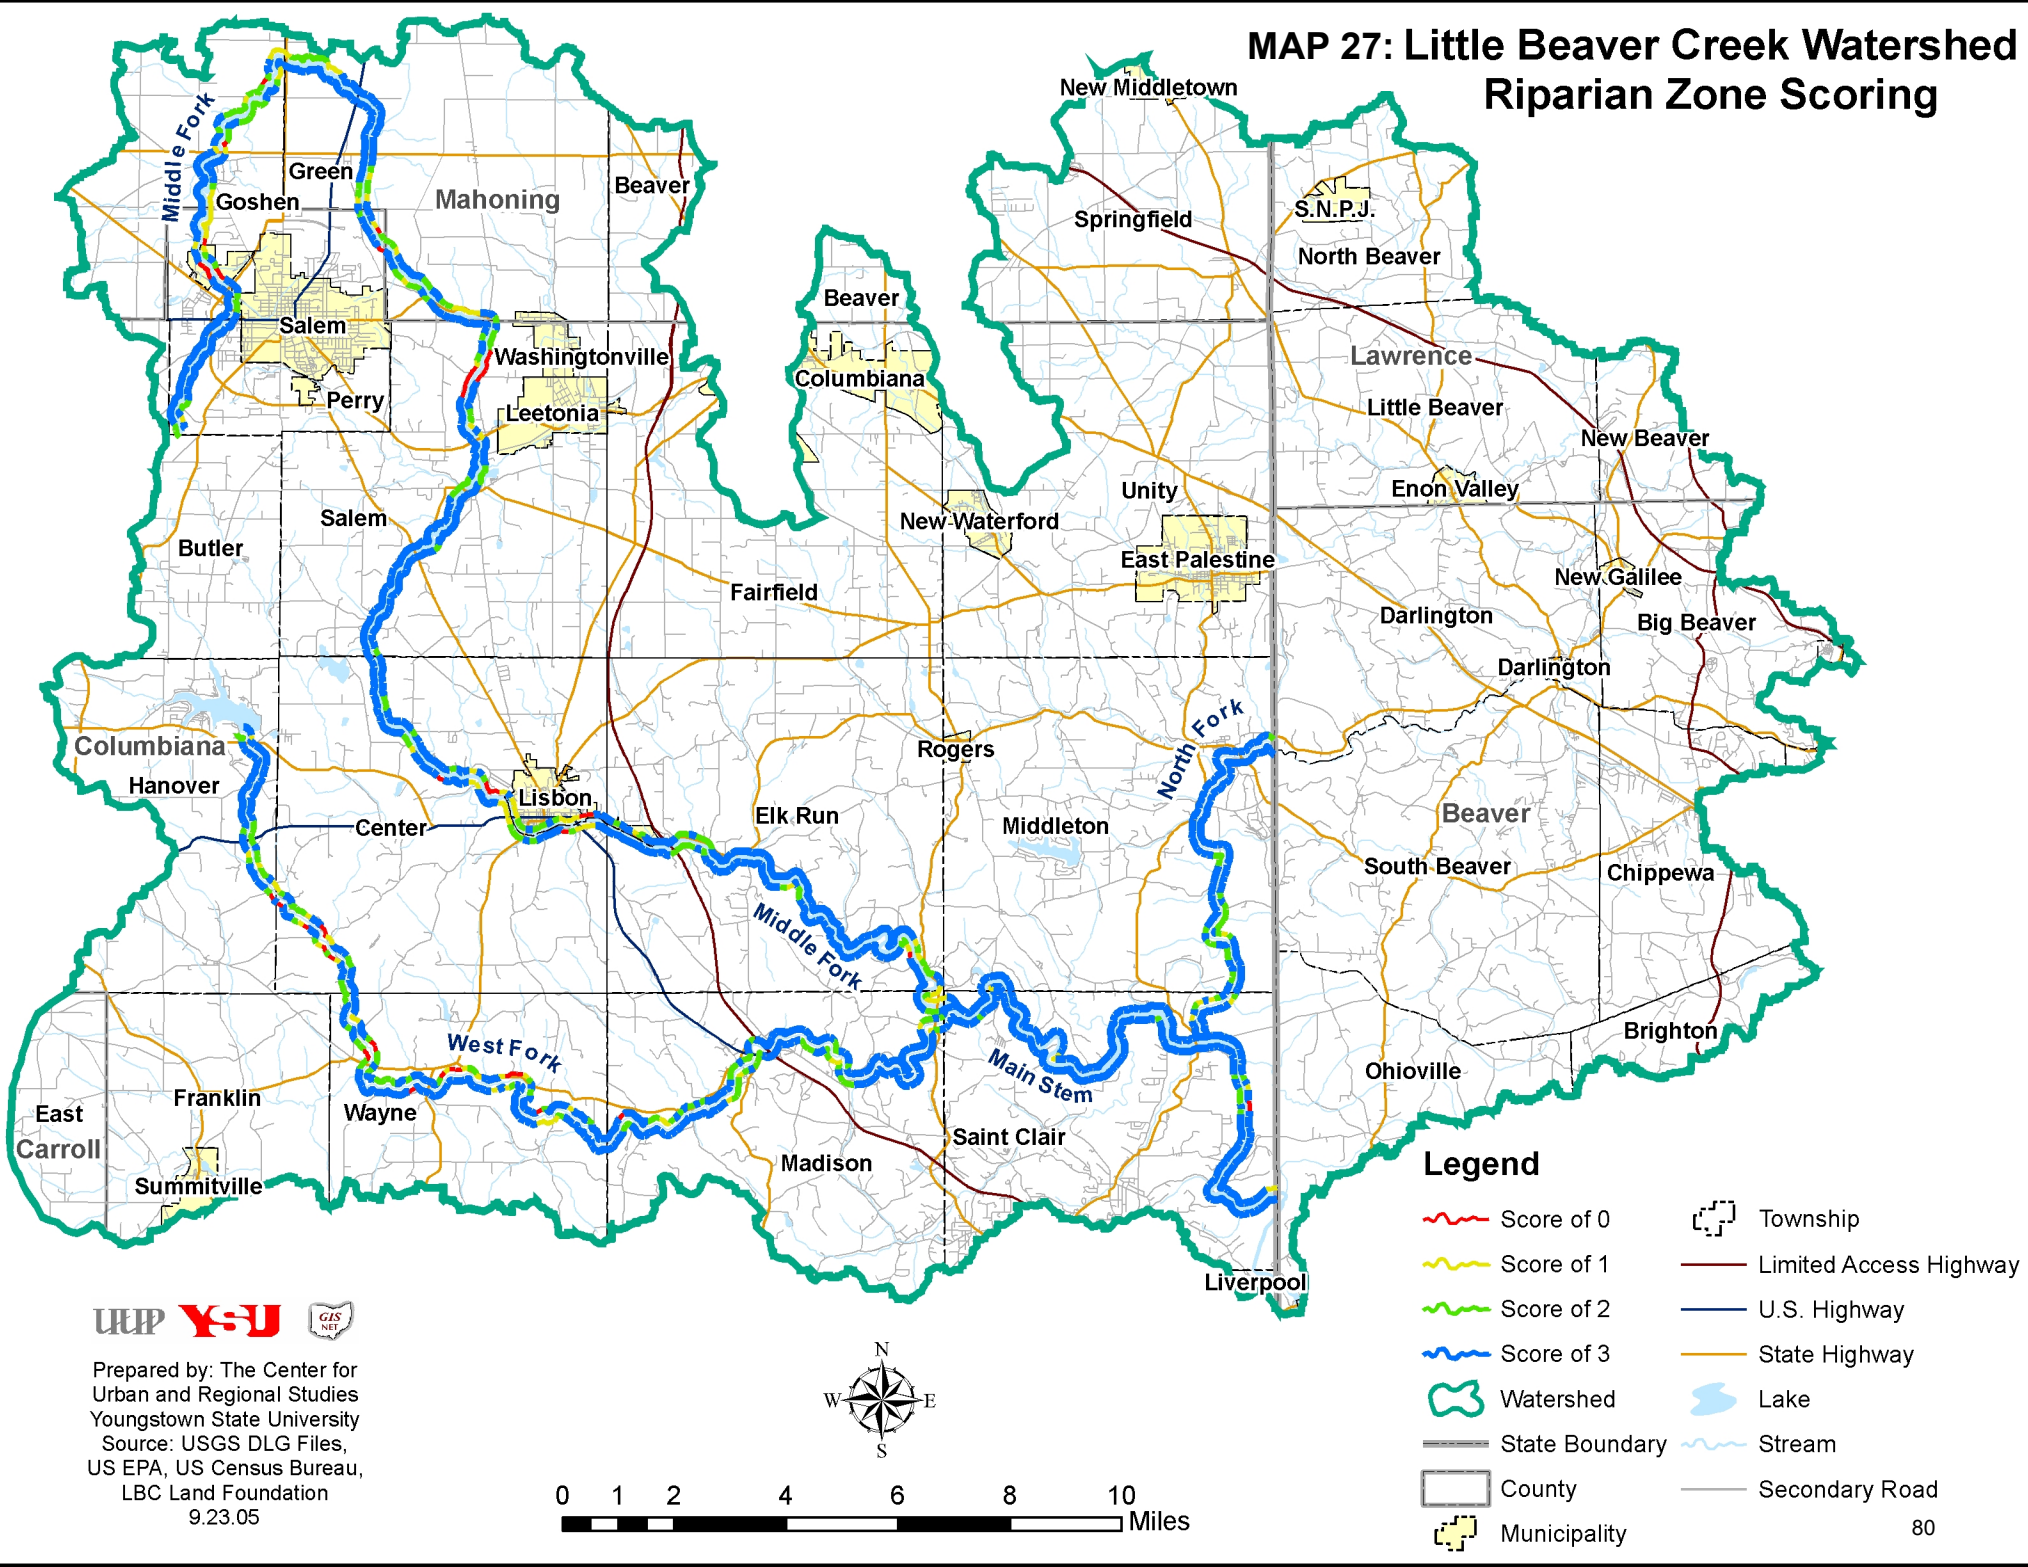 MAP 27: Little Beaver Creek Watershed
Riparian Zone Scoring
New Middletown
Middle Fork
Green
Goshen
Mahoning
Beaver
Springfield
S.N.P.J.
North Beaver
Beaver
Salem
Washingtonville
Lawrence
Columbiana
Perry
Leetonia
Little Beaver
New Beaver
Unity
Enon Valley
Salem
New Waterford
Butler
East Palestine
New Galilee
Fairfield
Darlington
Big Beaver
Darlington
North Fork
Columbiana
Rogers
Hanover
Lisbon
Center
Elk Run
Middleton
Beaver
South Beaver
Chippewa
Middle Fork
West Fork
Main Stem
Brighton
Ohioville
Franklin
East
Wayne
Carroll
Saint Clair
Madison
Summitville
Liverpool
Legend
Score of 0
Township
Score of 1
Limited Access Highway
Score of 2
U.S. Highway
Score of 3
State Highway
Watershed
Lake
State Boundary
Stream
County
Secondary Road
Municipality
80
UUP YSU GIS
NET
Prepared by: The Center for
Urban and Regional Studies
Youngstown State University
Source: USGS DLG Files,
US EPA, US Census Bureau,
LBC Land Foundation
9.23.05
N
W E
S
0 1 2 4 6 8 10
Miles